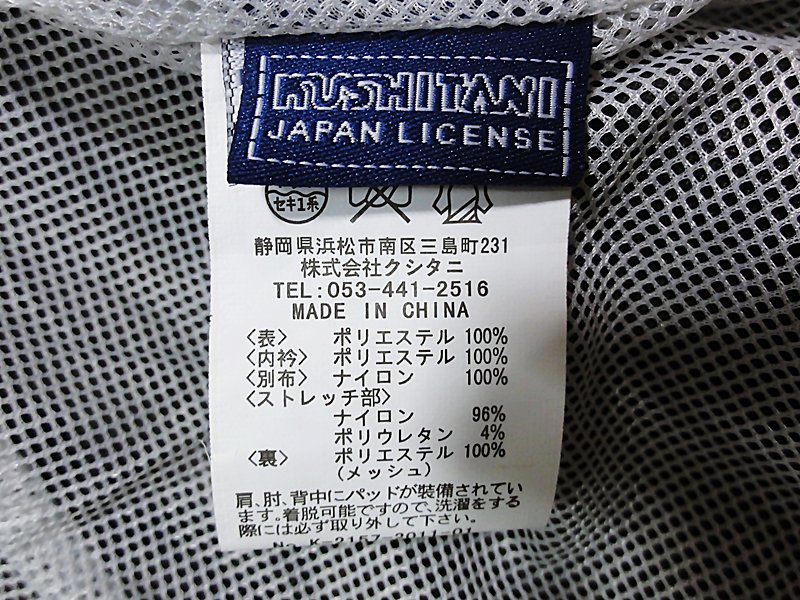 KUSHITANI
JAPAN LICENSE
セキユ系
静岡県浜松市南区三島町231
株式会社クシタニ
TEL:053-441-2516
MADE IN CHINA
〈表〉 ポリエステル 100%
〈内衿〉 ポリエステル 100%
〈別布〉 ナイロン 100%
〈ストレッチ部〉
ナイロン 96%
ポリウレタン 4%
〈裏〉 ポリエステル 100%
(メッシュ)
肩、肘、背中にパッドが装備されてい
ます。着脱可能ですので、洗濯をする
際には必ず取り外して下さい。
No.K-2157-2011-01